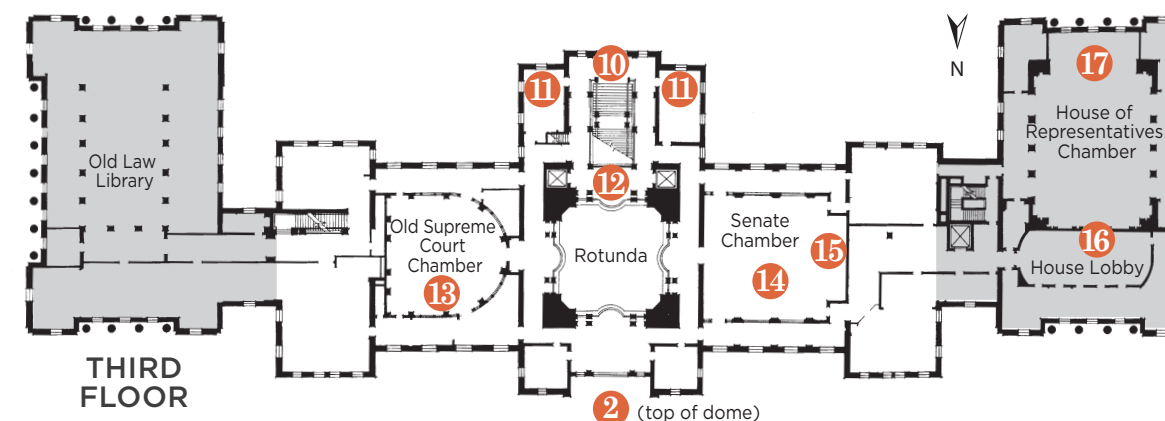 10
11
11
N
17
House of
Representatives
Chamber
Old Law
Library
12
Old Supreme
Court
Chamber
13
Rotunda
Senate
Chamber
15
14
16
House Lobby
THIRD
FLOOR
2 (top of dome)